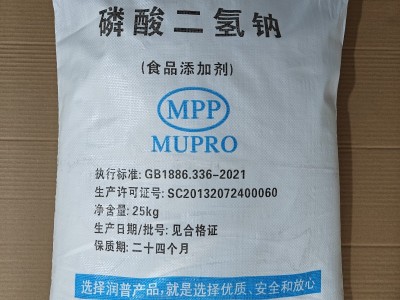 磷酸二氢钠
(食品添加剂)
MPP
MUPRO
执行标准: GB1886.336-2021
生产许可证号: SC20132072400060
净含量: 25kg
生产日期/批号: 见合格证
保质期: 二十四个月
选择润普产品,就是选择优质、安全和放心